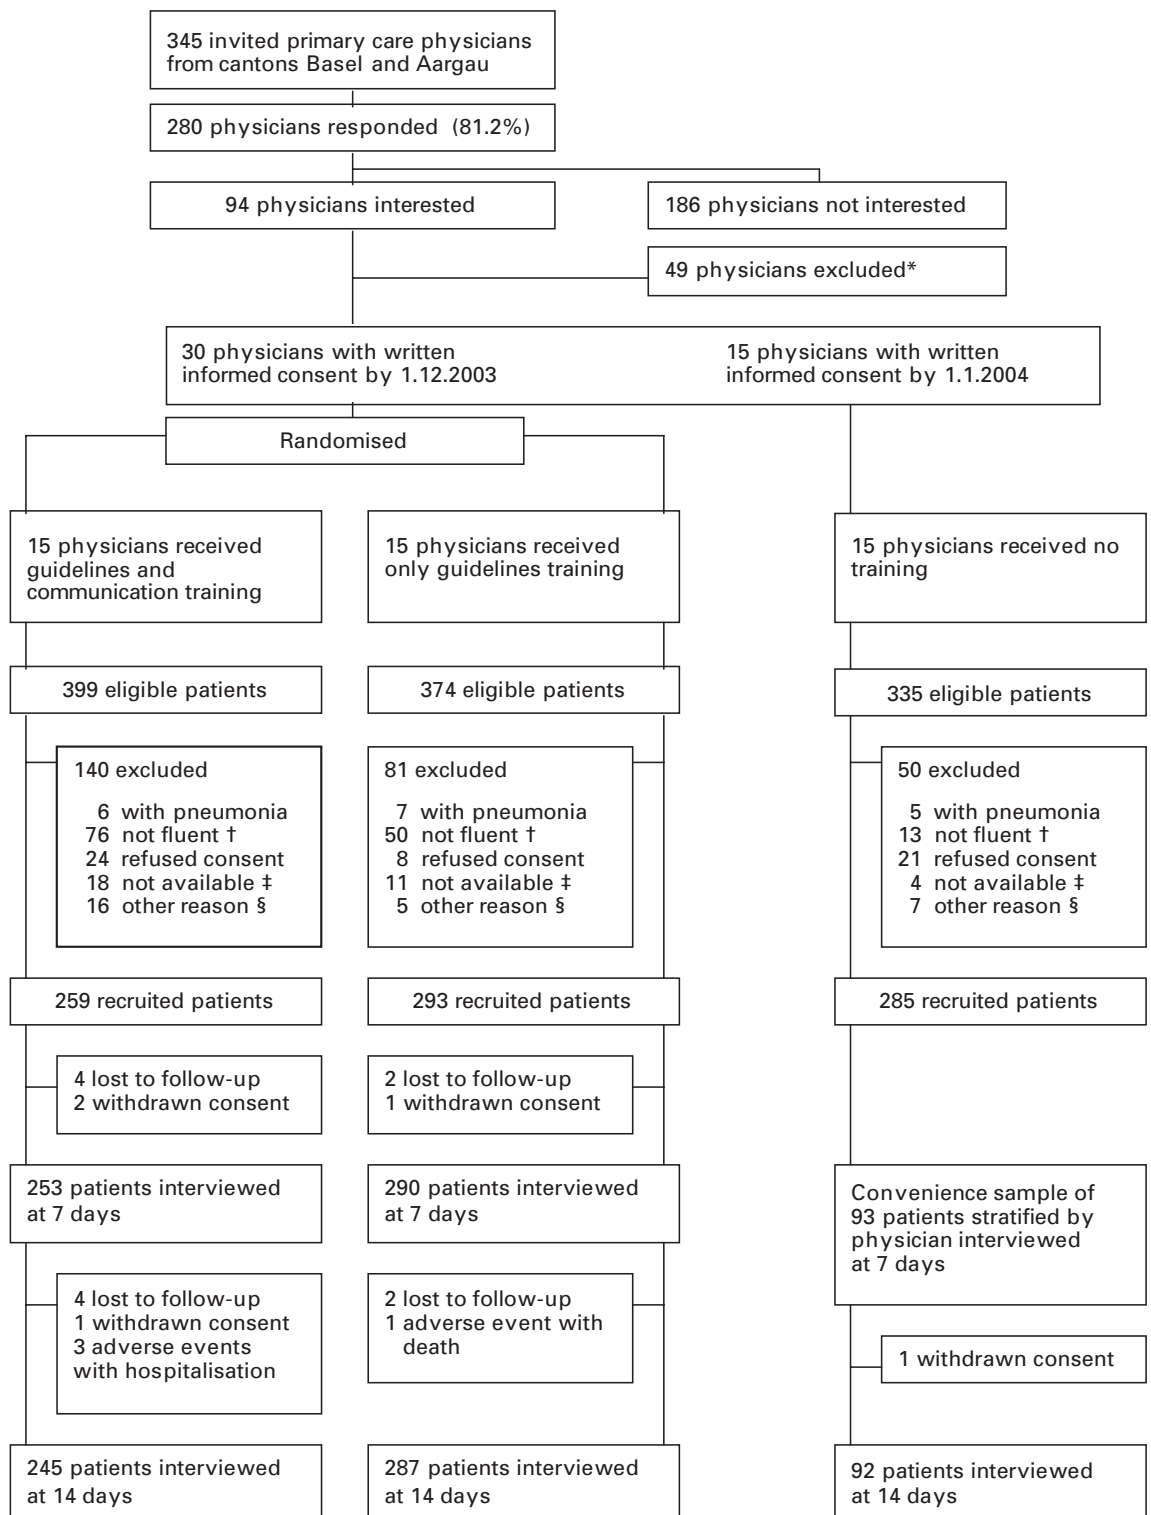 345 invited primary care physicians
from cantons Basel and Aargau
280 physicians responded (81.2%)
94 physicians interested
186 physicians not interested
49 physicians excluded*
30 physicians with written
informed consent by 1.12.2003
15 physicians with written
informed consent by 1.1.2004
Randomised
15 physicians received
guidelines and
communication training
15 physicians received
only guidelines training
15 physicians received no
training
399 eligible patients
374 eligible patients
335 eligible patients
140 excluded
6 with pneumonia
76 not fluent †
24 refused consent
18 not available ‡
16 other reason §
81 excluded
7 with pneumonia
50 not fluent †
8 refused consent
11 not available ‡
5 other reason §
50 excluded
5 with pneumonia
13 not fluent †
21 refused consent
4 not available ‡
7 other reason §
259 recruited patients
293 recruited patients
285 recruited patients
4 lost to follow-up
2 withdrawn consent
2 lost to follow-up
1 withdrawn consent
253 patients interviewed
at 7 days
290 patients interviewed
at 7 days
Convenience sample of
93 patients stratified by
physician interviewed
at 7 days
4 lost to follow-up
1 withdrawn consent
3 adverse events
with hospitalisation
2 lost to follow-up
1 adverse event with
death
1 withdrawn consent
245 patients interviewed
at 14 days
287 patients interviewed
at 14 days
92 patients interviewed
at 14 days